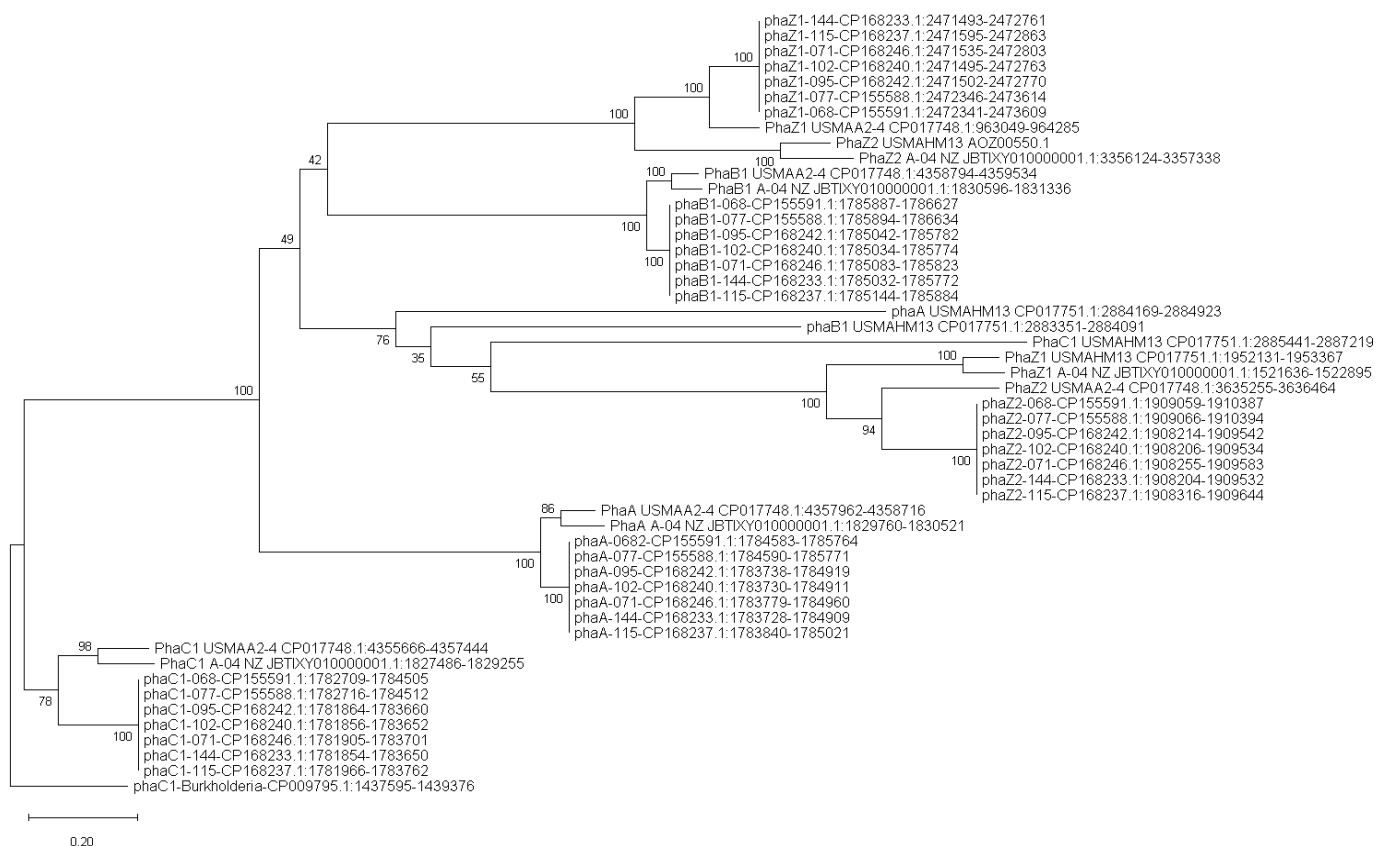 phaZ1-144-CP168233.1:2471493-2472761
phaZ1-115-CP168237.1:2471595-2472863
phaZ1-071-CP168246.1:2471535-2472803
100
phaZ1-102-CP168240.1:2471495-2472763
phaZ1-095-CP168242.1:2471502-2472770
100
phaZ1-077-CP155588.1:2472346-2473614
phaZ1-068-CP155591.1:2472341-2473609
100
PhaZ1 USMAA2-4 CP017748.1:963049-964285
PhaZ2 USMAHM13 AOZ00550.1
100
PhaZ2 A-04 NZ JBTIXY010000001.1:3356124-3357338
42
100
PhaB1 USMAA2-4 CP017748.1:4358794-4359534
PhaB1 A-04 NZ JBTIXY010000001.1:1830596-1831336
phaB1-068-CP155591.1:1785887-1786627
phaB1-077-CP155588.1:1785894-1786634
100
phaB1-095-CP168242.1:1785042-1785782
49
phaB1-102-CP168240.1:1785034-1785774
100
phaB1-071-CP168246.1:1785083-1785823
phaB1-144-CP168233.1:1785032-1785772
phaB1-115-CP168237.1:1785144-1785884
phaA USMAHM13 CP017751.1:2884169-2884923
phaB1 USMAHM13 CP017751.1:2883351-2884091
76
PhaC1 USMAHM13 CP017751.1:2885441-2887219
35
100
PhaZ1 USMAHM13 CP017751.1:1952131-1953367
PhaZ1 A-04 NZ JBTIXY010000001.1:1521636-1522895
55
PhaZ2 USMAA2-4 CP017748.1:3635255-3636464
100
100
phaZ2-068-CP155591.1:1909059-1910387
phaZ2-077-CP155588.1:1909066-1910394
94
phaZ2-095-CP168242.1:1908214-1909542
phaZ2-102-CP168240.1:1908206-1909534
100
phaZ2-071-CP168246.1:1908255-1909583
phaZ2-144-CP168233.1:1908204-1909532
phaZ2-115-CP168237.1:1908316-1909644
86
PhaA USMAA2-4 CP017748.1:4357962-4358716
PhaA A-04 NZ JBTIXY010000001.1:1829760-1830521
phaA-0682-CP155591.1:1784583-1785764
phaA-077-CP155588.1:1784590-1785771
100
phaA-095-CP168242.1:1783738-1784919
phaA-102-CP168240.1:1783730-1784911
100
phaA-071-CP168246.1:1783779-1784960
phaA-144-CP168233.1:1783728-1784909
phaA-115-CP168237.1:1783840-1785021
98
PhaC1 USMAA2-4 CP017748.1:4355666-4357444
PhaC1 A-04 NZ JBTIXY010000001.1:1827486-1829255
phaC1-068-CP155591.1:1782709-1784505
phaC1-077-CP155588.1:1782716-1784512
78
phaC1-095-CP168242.1:1781864-1783660
phaC1-102-CP168240.1:1781856-1783652
100
phaC1-071-CP168246.1:1781905-1783701
phaC1-144-CP168233.1:1781854-1783650
phaC1-115-CP168237.1:1781966-1783762
phaC1-Burkholderia-CP009795.1:1437595-1439376
0.20